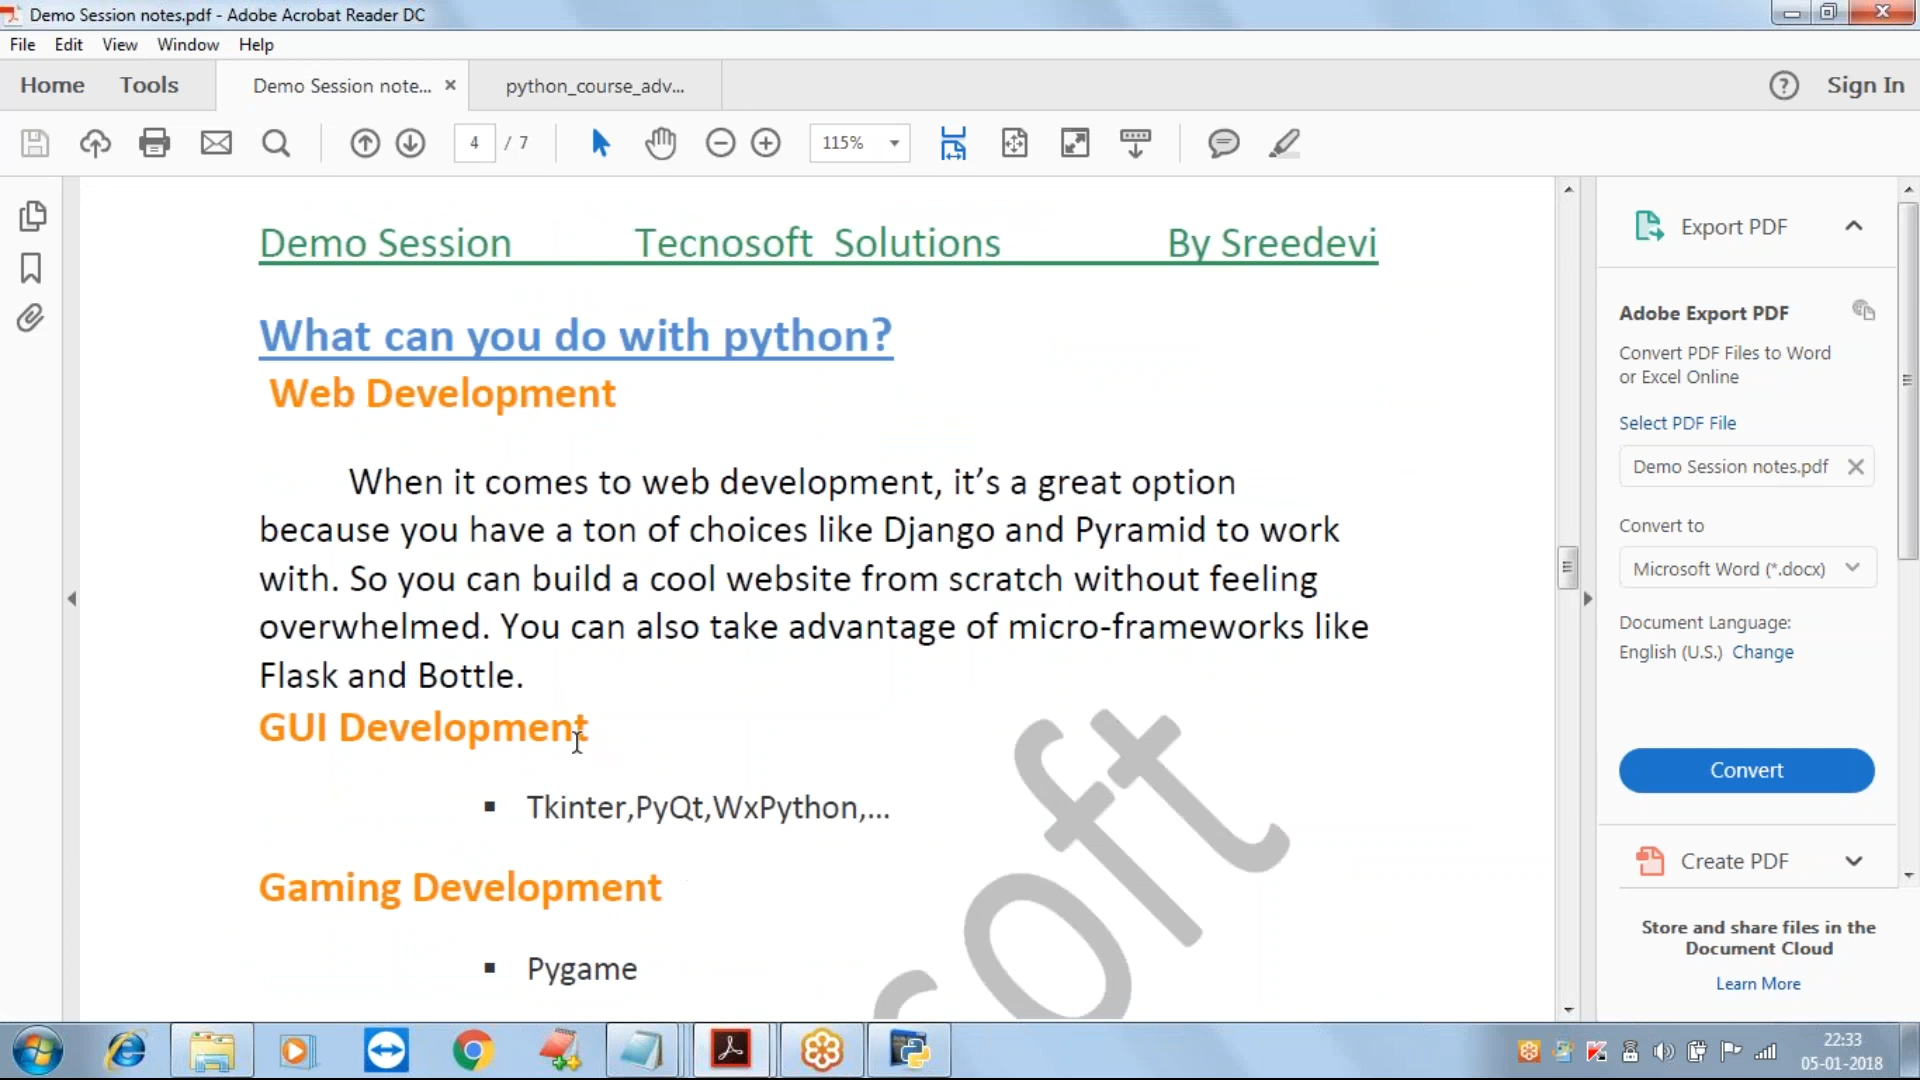 Demo Session notes.pdf - Adobe Acrobat Reader DC
File Edit View Window Help
Home Tools Demo Session note... python_course_adv... Sign In
4 / 7 115%
Demo Session Tecnosoft Solutions By Sreedevi
What can you do with python?
Web Development
When it comes to web development, it’s a great option
because you have a ton of choices like Django and Pyramid to work
with. So you can build a cool website from scratch without feeling
overwhelmed. You can also take advantage of micro-frameworks like
Flask and Bottle.
GUI Development
Tkinter,PyQt,WxPython,...
Gaming Development
Pygame
oft
Export PDF
Adobe Export PDF
Convert PDF Files to Word
or Excel Online
Select PDF File
Demo Session notes.pdf
Convert to
Microsoft Word (*.docx)
Document Language:
English (U.S.) Change
Convert
Create PDF
Store and share files in the
Document Cloud
Learn More
22:33
05-01-2018